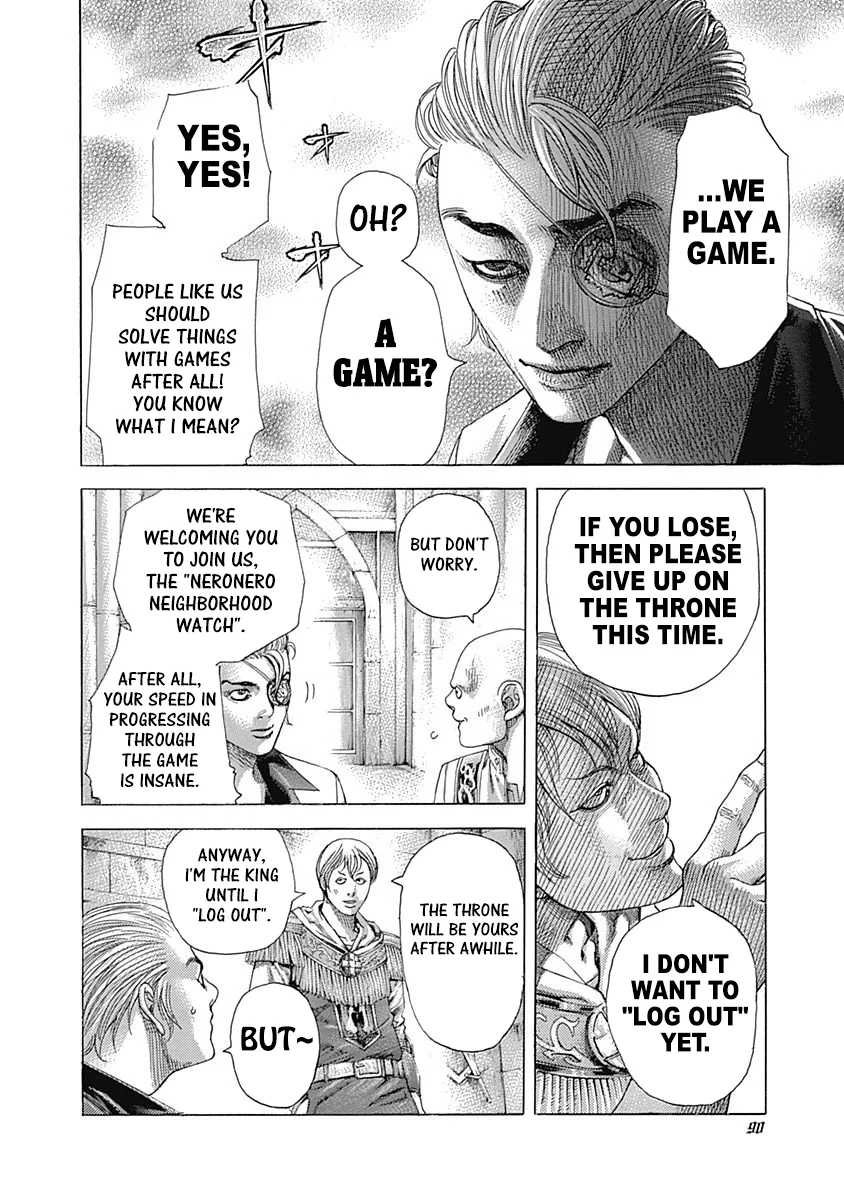 ...WE
PLAY A
GAME.
OH?
A
GAME?
YES,
YES!
PEOPLE LIKE US
SHOULD
SOLVE THINGS
WITH GAMES
AFTER ALL!
YOU KNOW
WHAT I MEAN?
IF YOU LOSE,
THEN PLEASE
GIVE UP ON
THE THRONE
THIS TIME.
I DON'T
WANT TO
"LOG OUT"
YET.
BUT DON'T
WORRY.
WE'RE
WELCOMING YOU
TO JOIN US,
THE "NERONERO
NEIGHBORHOOD
WATCH".
AFTER ALL,
YOUR SPEED IN
PROGRESSING
THROUGH
THE GAME
IS INSANE.
THE THRONE
WILL BE YOURS
AFTER AWHILE.
ANYWAY,
I'M THE KING
UNTIL I
"LOG OUT".
BUT~
90